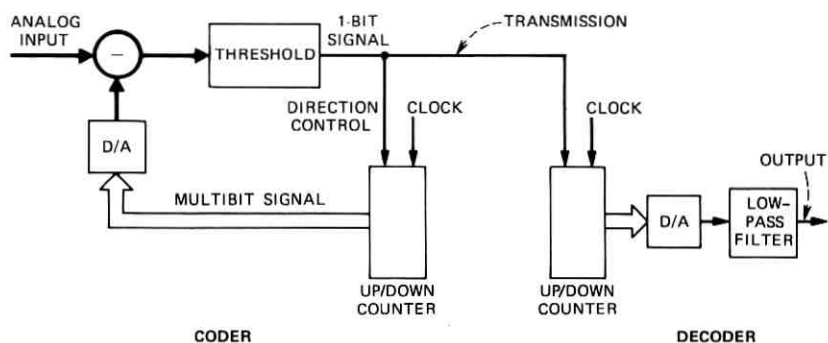 ANALOG
INPUT
−
THRESHOLD
1-BIT
SIGNAL
TRANSMISSION
DIRECTION
CONTROL
CLOCK
CLOCK
D/A
MULTIBIT SIGNAL
OUTPUT
D/A
LOW-
PASS
FILTER
UP/DOWN
COUNTER
UP/DOWN
COUNTER
CODER
DECODER